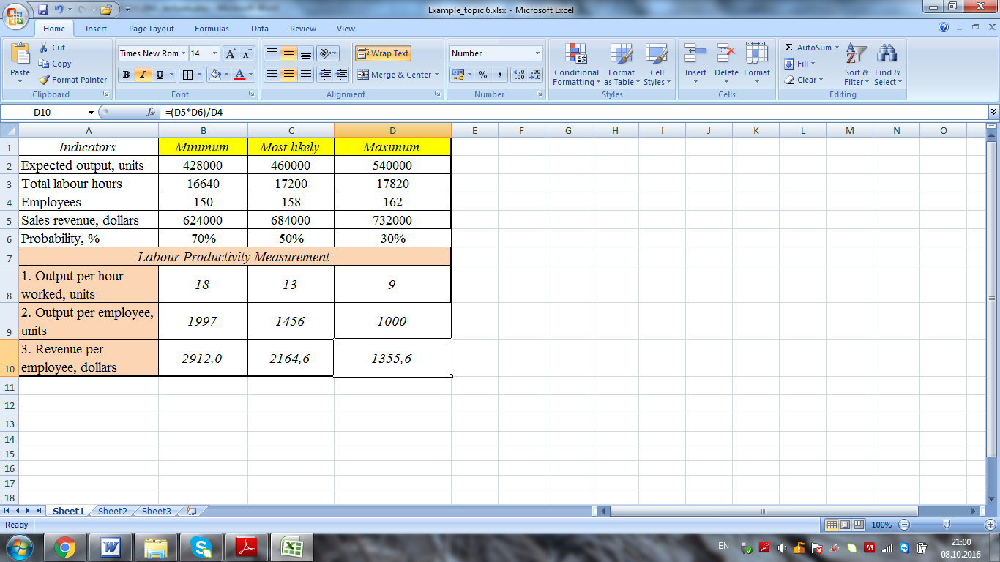 Example_topic 6.xlsx - Microsoft Excel
Home Insert Page Layout Formulas Data Review View
Paste
Cut
Copy
Format Painter
Clipboard
Times New Rom 14
B I U
Font
Wrap Text
Merge & Center
Alignment
Number
%
Number
Conditional Formatting
Format as Table
Cell Styles
Styles
Insert Delete Format
Cells
Σ AutoSum
Fill
Clear
Sort & Filter
Find & Select
Editing
D10 fx =(D5*D6)/D4
A B C D E F G H I J K L M N O
1 Indicators Minimum Most likely Maximum
2 Expected output, units 428000 460000 540000
3 Total labour hours 16640 17200 17820
4 Employees 150 158 162
5 Sales revenue, dollars 624000 684000 732000
6 Probability, % 70% 50% 30%
7 Labour Productivity Measurement
8 1. Output per hour worked, units 18 13 9
9 2. Output per employee, units 1997 1456 1000
10 3. Revenue per employee, dollars 2912,0 2164,6 1355,6
11
12
13
14
15
16
17
18
Sheet1 Sheet2 Sheet3
Ready 100%
EN 21:00
08.10.2016